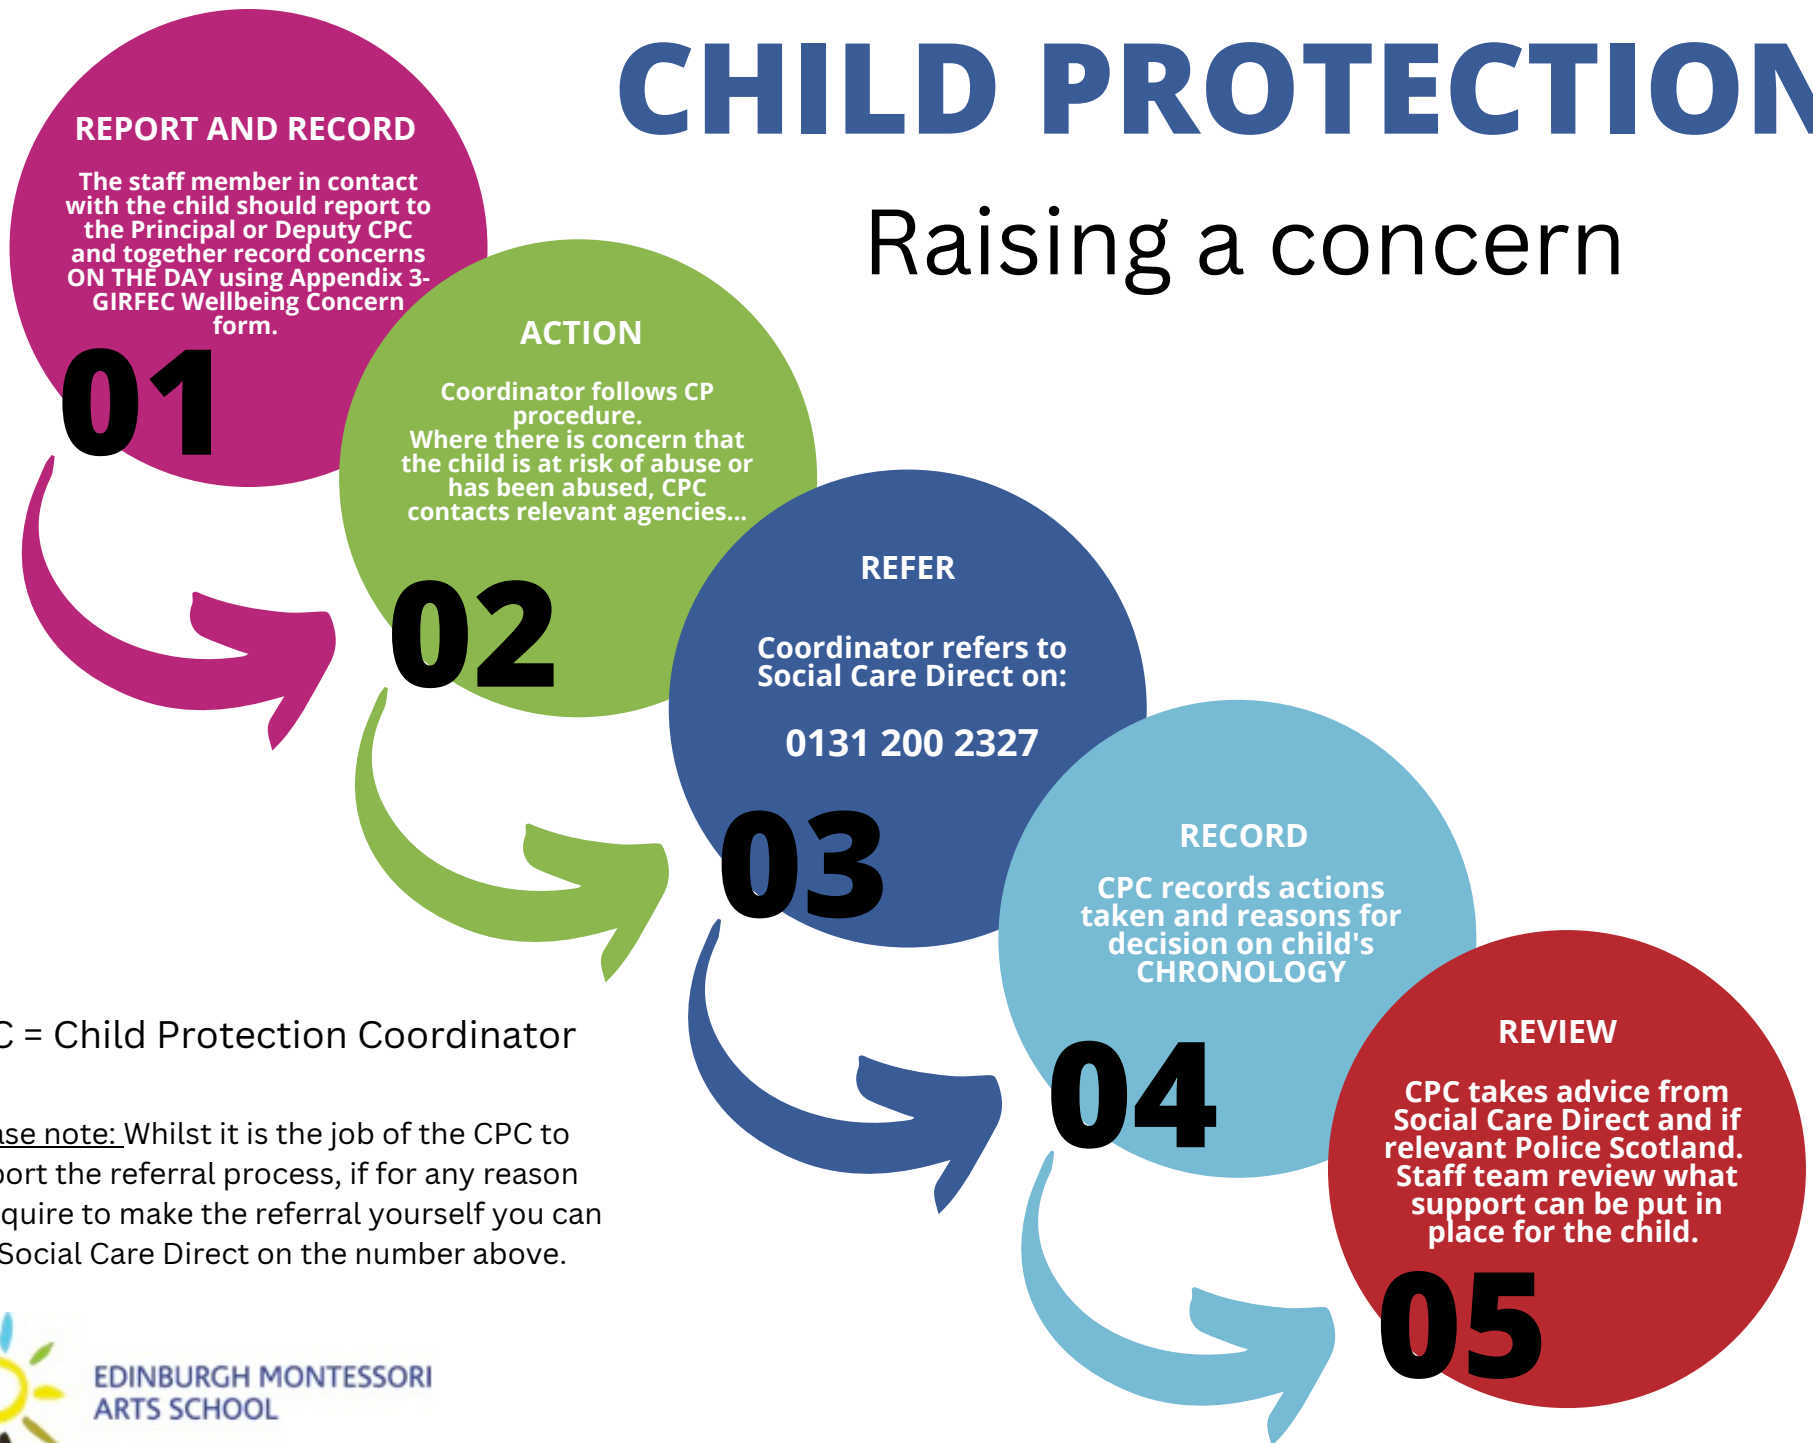 CHILD PROTECTION
Raising a concern
REPORT AND RECORD
The staff member in contact
with the child should report to
the Principal or Deputy CPC
and together record concerns
ON THE DAY using Appendix 3-
GIRFEC Wellbeing Concern
form.
01
ACTION
Coordinator follows CP
procedure.
Where there is concern that
the child is at risk of abuse or
has been abused, CPC
contacts relevant agencies...
02
REFER
Coordinator refers to
Social Care Direct on:
0131 200 2327
03
RECORD
CPC records actions
taken and reasons for
decision on child's
CHRONOLOGY
04
REVIEW
CPC takes advice from
Social Care Direct and if
relevant Police Scotland.
Staff team review what
support can be put in
place for the child.
05
C = Child Protection Coordinator
ase note: Whilst it is the job of the CPC to
port the referral process, if for any reason
quire to make the referral yourself you can
Social Care Direct on the number above.
EDINBURGH MONTESSORI
ARTS SCHOOL